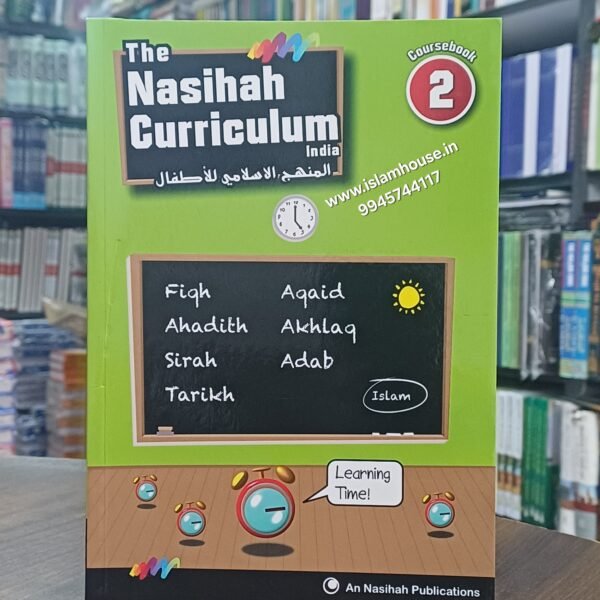 The
Nasihah
Curriculum
India
المنهج الاسلامي للأطفال
Coursebook
2
www.islamhouse.in
9945744117
Fiqh
Ahadith
Sirah
Tarikh
Aqaid
Akhlaq
Adab
Islam
Learning
Time!
An Nasihah Publications